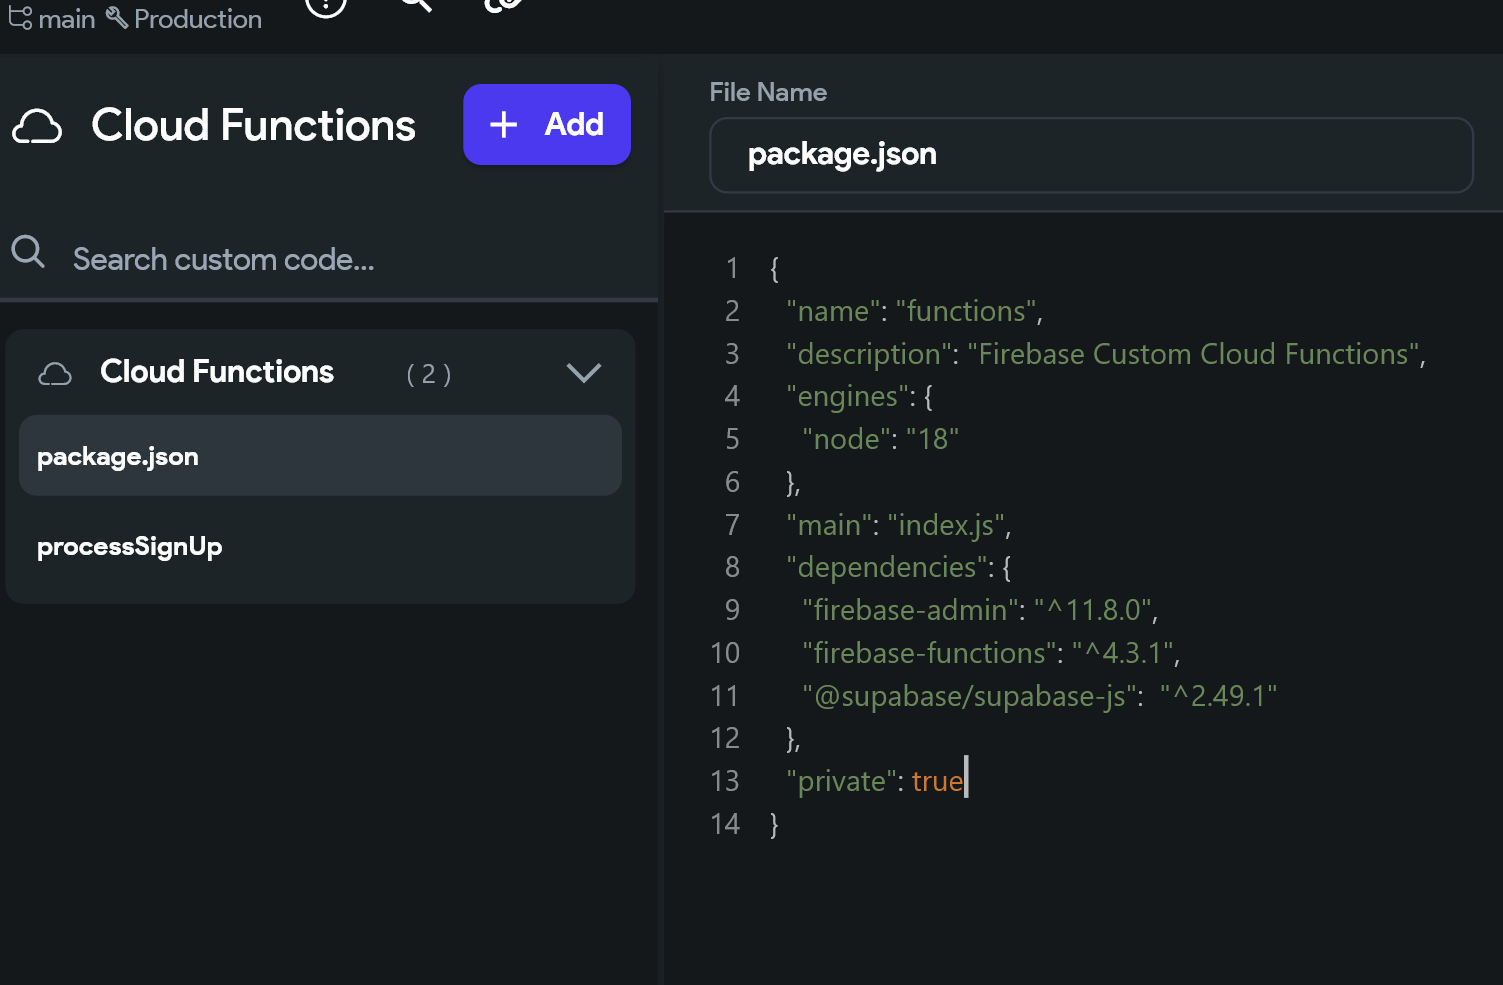 main Production
Cloud Functions
+ Add
Search custom code...
Cloud Functions ( 2 )
package.json
processSignUp
File Name
package.json
1 {
2 "name": "functions",
3 "description": "Firebase Custom Cloud Functions",
4 "engines": {
5 "node": "18"
6 },
7 "main": "index.js",
8 "dependencies": {
9 "firebase-admin": "^11.8.0",
10 "firebase-functions": "^4.3.1",
11 "@supabase/supabase-js":  "^2.49.1"
12 },
13 "private": true
14 }